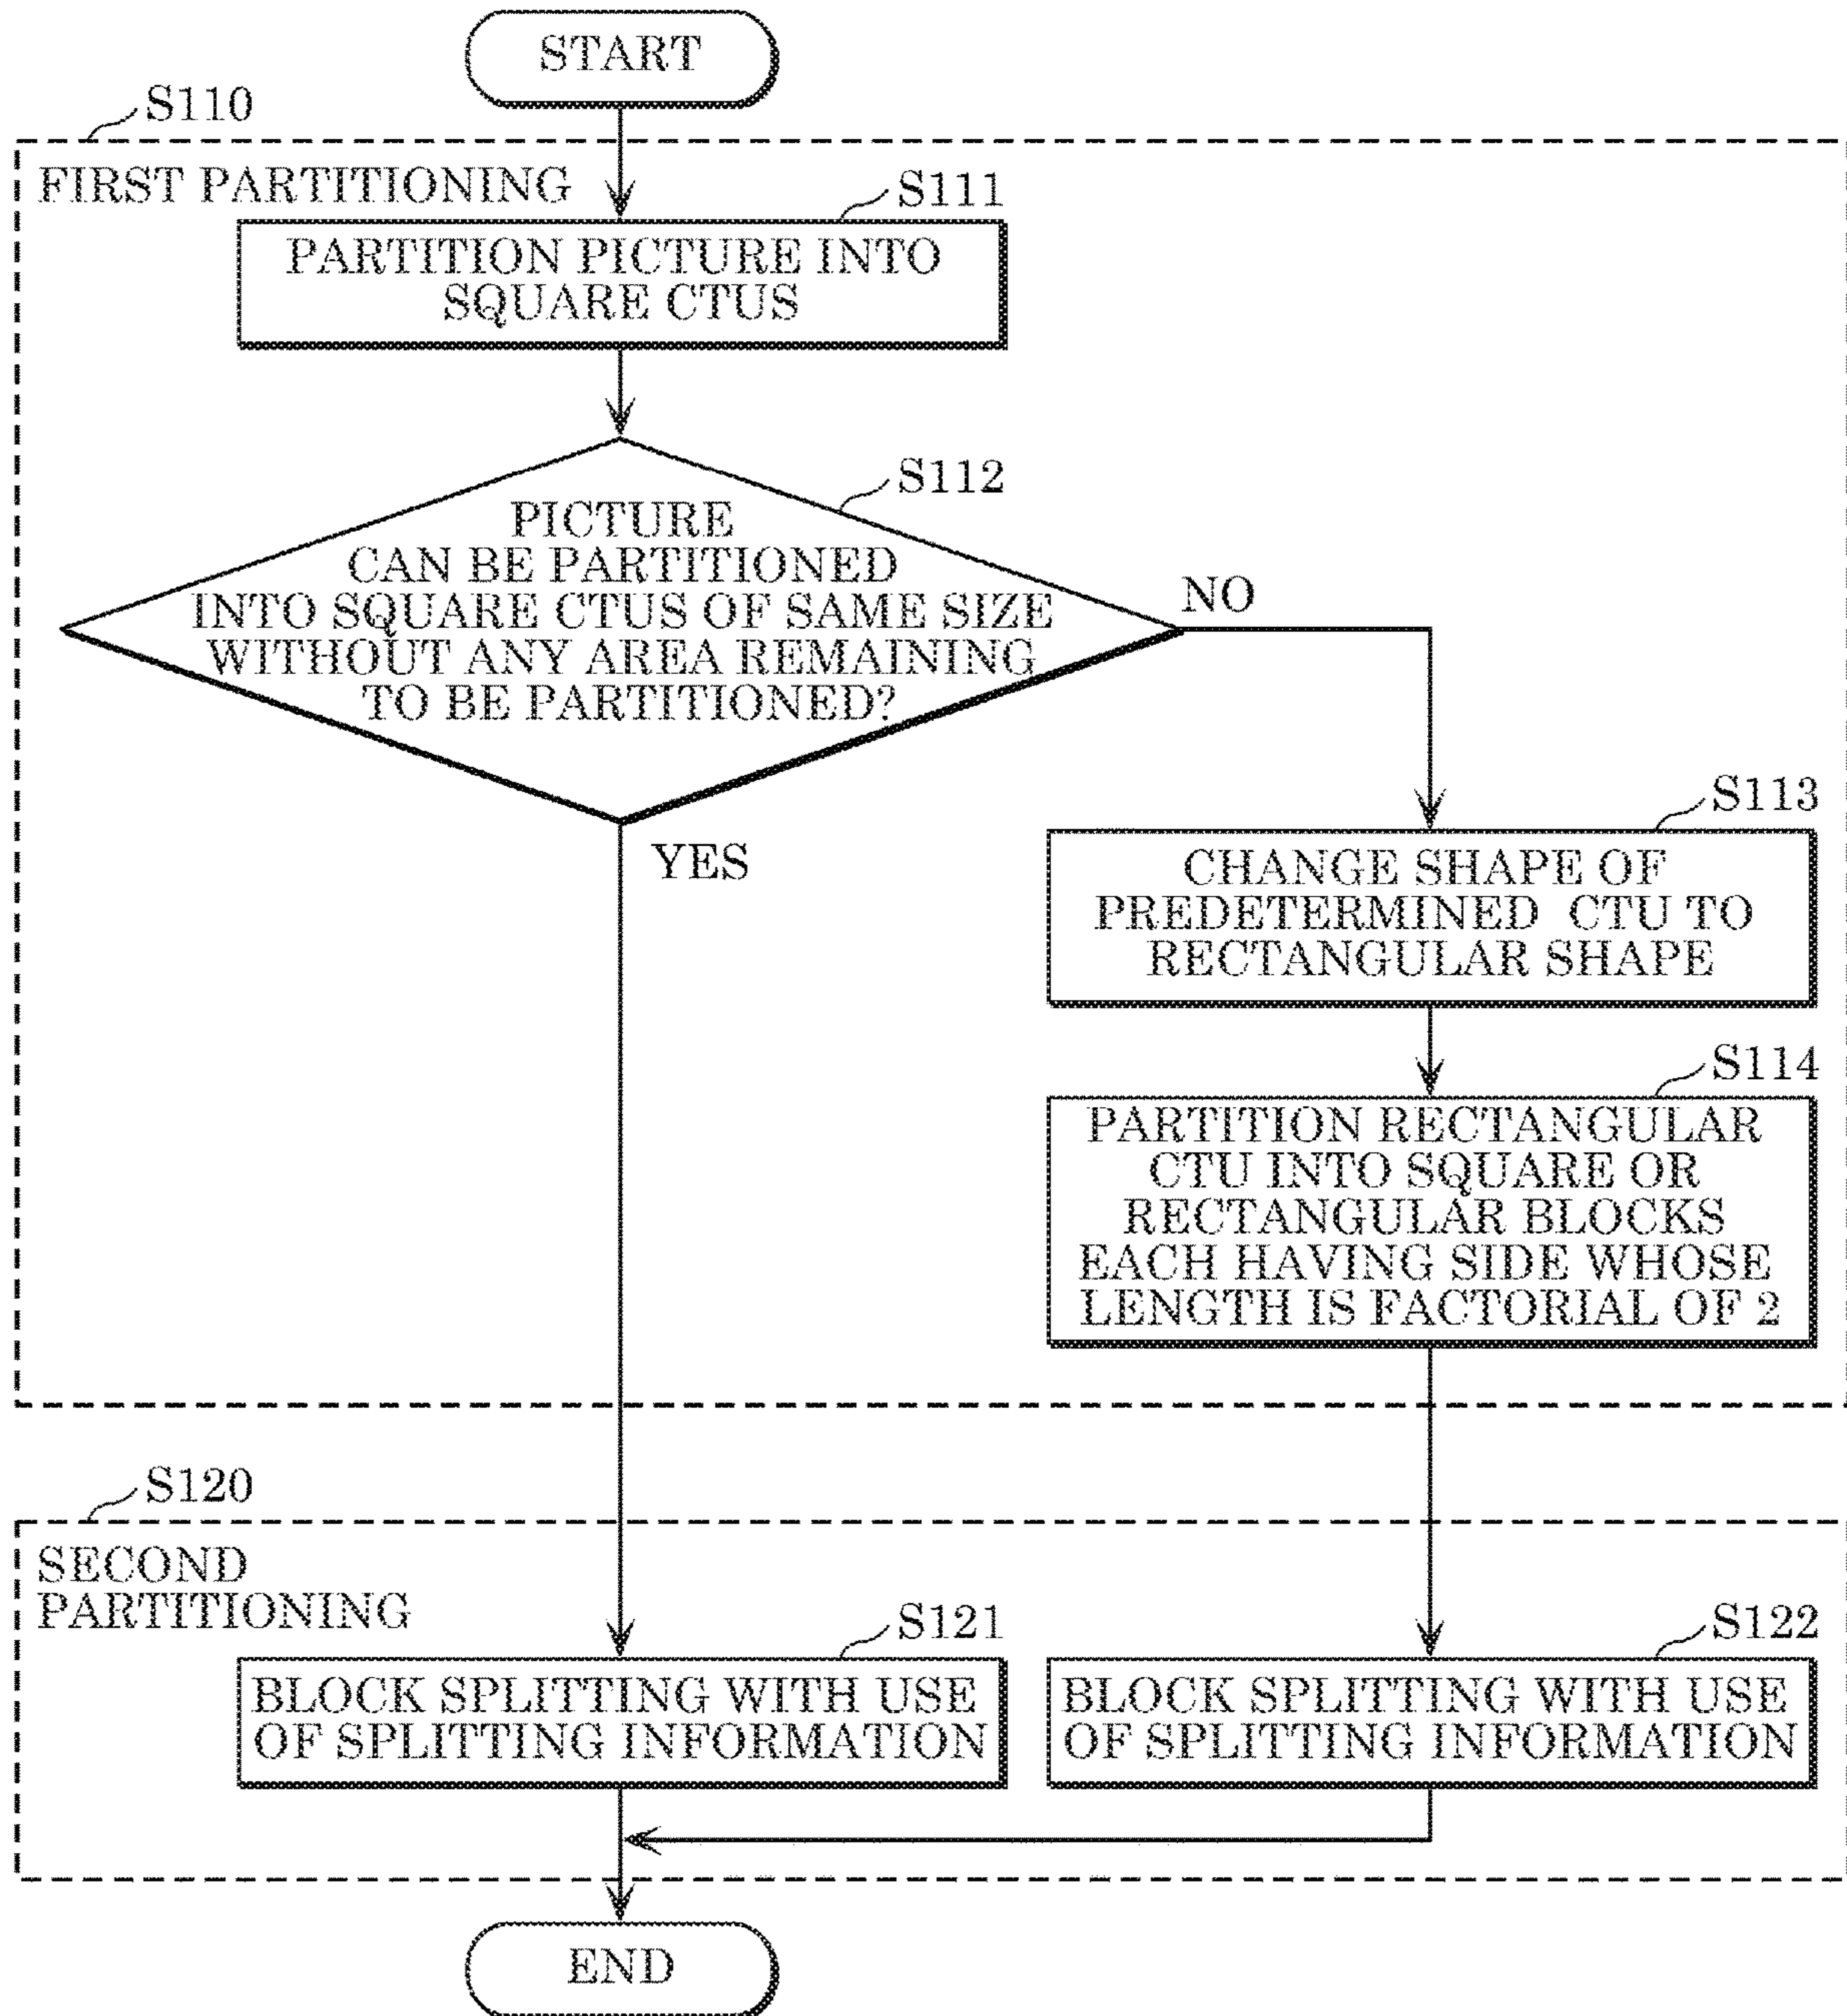 START
S110
FIRST PARTITIONING
S111
PARTITION PICTURE INTO
SQUARE CTUS
S112
PICTURE
CAN BE PARTITIONED
INTO SQUARE CTUS OF SAME SIZE
WITHOUT ANY AREA REMAINING
TO BE PARTITIONED?
NO
YES
S113
CHANGE SHAPE OF
PREDETERMINED CTU TO
RECTANGULAR SHAPE
S114
PARTITION RECTANGULAR
CTU INTO SQUARE OR
RECTANGULAR BLOCKS
EACH HAVING SIDE WHOSE
LENGTH IS FACTORIAL OF 2
S120
SECOND
PARTITIONING
S121
BLOCK SPLITTING WITH USE
OF SPLITTING INFORMATION
S122
BLOCK SPLITTING WITH USE
OF SPLITTING INFORMATION
END